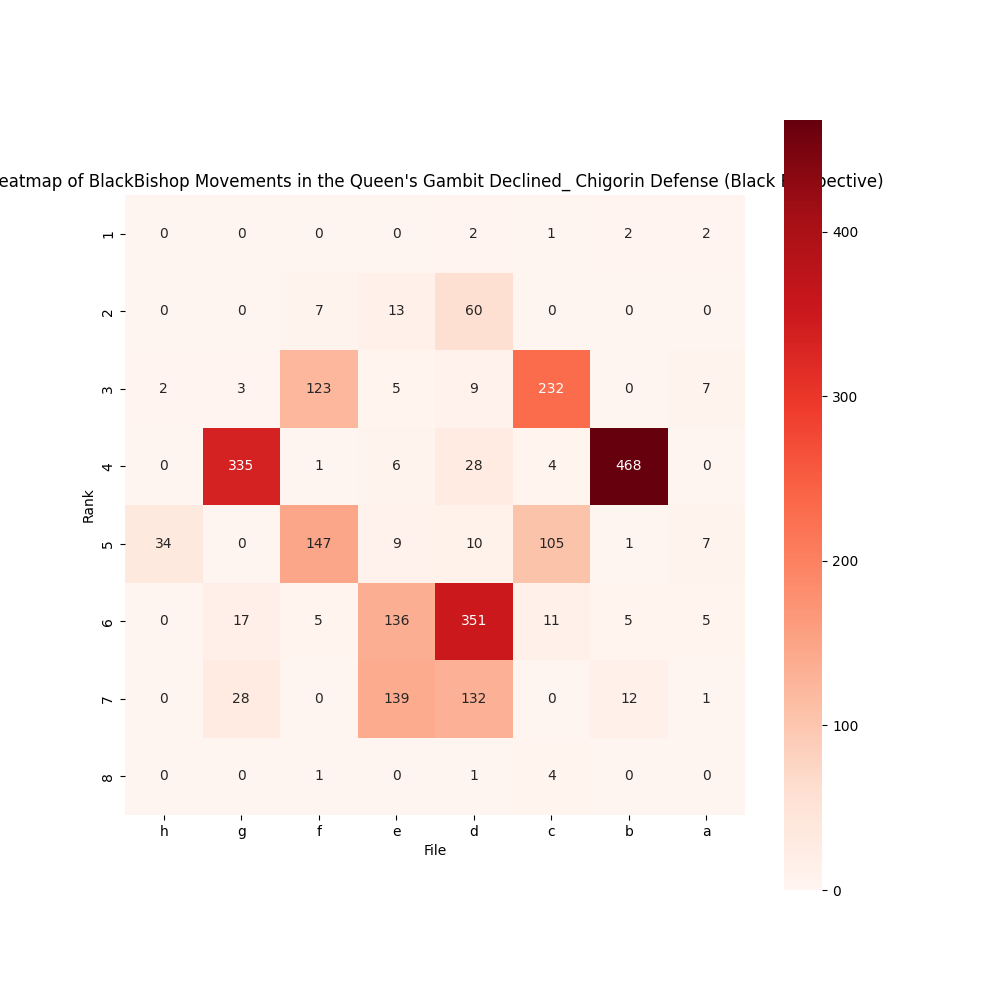 eatmap of BlackBishop Movements in the Queen's Gambit Declined_ Chigorin Defense (Black P pective)
1 0 0 0 0 2 1 2 2
2 0 0 7 13 60 0 0 0
3 2 3 123 5 9 232 0 7
4 0 335 1 6 28 4 468 0
5 34 0 147 9 10 105 1 7
6 0 17 5 136 351 11 5 5
7 0 28 0 139 132 0 12 1
8 0 0 1 0 1 4 0 0
h g f e d c b a
File
Rank
400
300
200
100
0